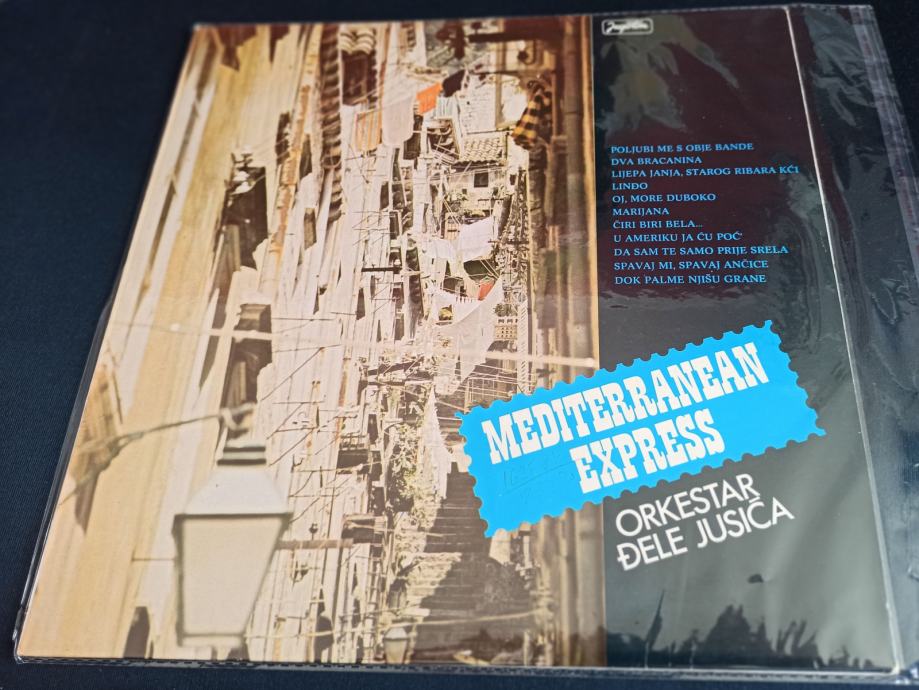 Jugoton
POLJUBI ME S OBJE BANDE
DVA BRACANINA
LIJEPA JANJA, STAROG RIBARA KĆI
LINĐO
OJ, MORE DUBOKO
MARIJANA
ČIRI BIRI BELA...
U AMERIKU JA ĆU POĆ'
DA SAM TE SAMO PRIJE SRELA
SPAVAJ MI, SPAVAJ ANČICE
DOK PALME NJIŠU GRANE
MEDITERRANEAN
EXPRESS
ORKESTAR
ĐELE JUSIĆA